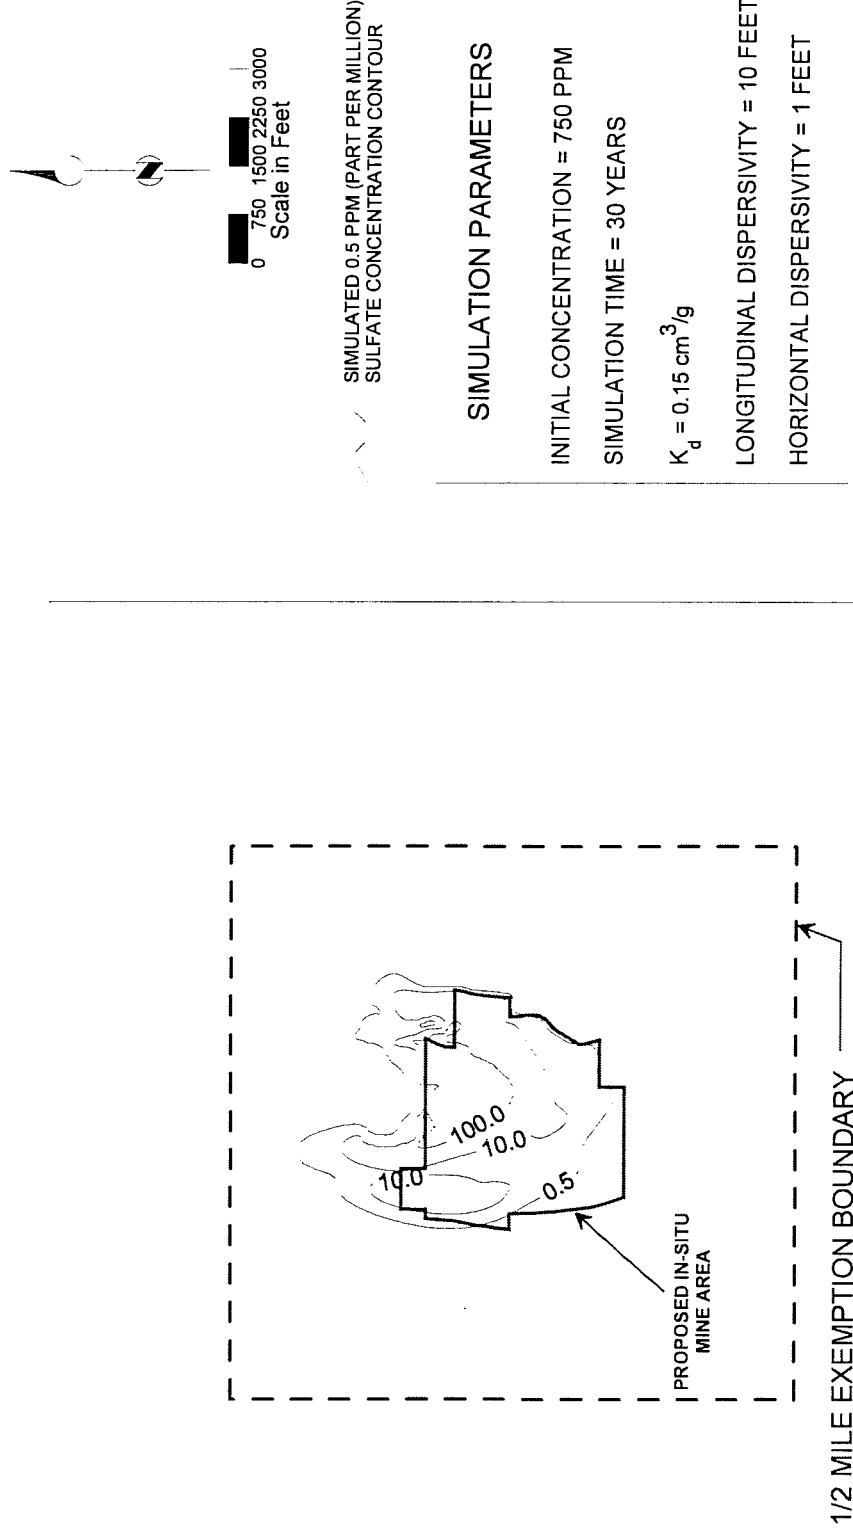 0 750 1500 2250 3000
Scale in Feet
SIMULATED 0.5 PPM (PART PER MILLION)
SULFATE CONCENTRATION CONTOUR
SIMULATION PARAMETERS
INITIAL CONCENTRATION = 750 PPM
SIMULATION TIME = 30 YEARS
Kd = 0.15 cm³/g
LONGITUDINAL DISPERSIVITY = 10 FEET
HORIZONTAL DISPERSIVITY = 1 FEET
10.0
100.0
10.0
0.5
PROPOSED IN-SITU
MINE AREA
1/2 MILE EXEMPTION BOUNDARY
N